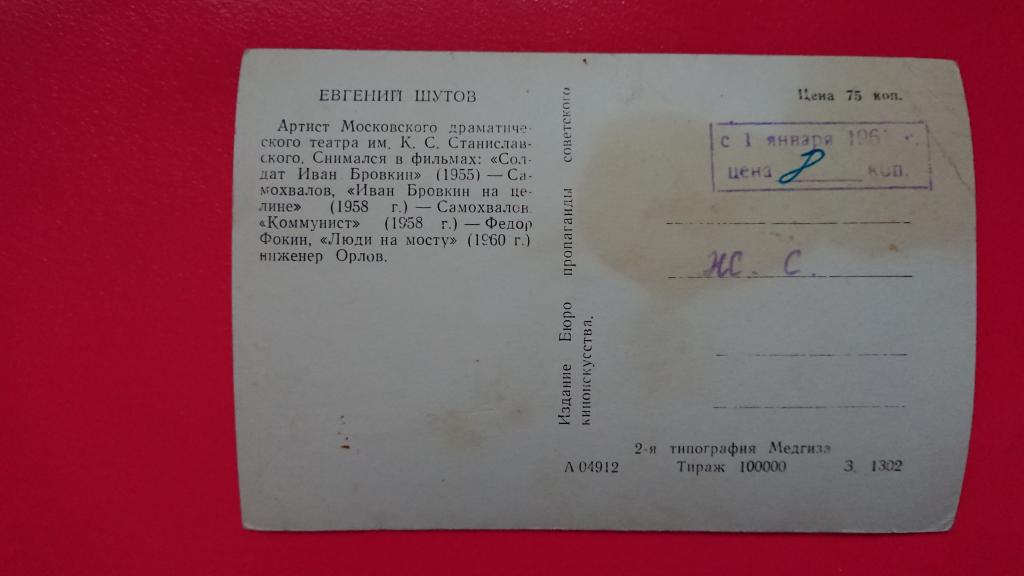 ЕВГЕНИЙ ШУТОВ
Артист Московского драматиче-
ского театра им. К. С. Станислав-
ского. Снимался в фильмах: «Сол-
дат Иван Бровкин» (1955) — Са-
мохвалов, «Иван Бровкин на це-
лине» (1958 г.) — Самохвалов
«Коммунист» (1958 г.) — Федор
Фокин, «Люди на мосту» (1960 г.)
инженер Орлов.
Издание Бюро пропаганды советского
киноискусства.
Цена 75 коп.
с 1 января 1961 г.
цена 8 коп.
Ж. С.
2-я типография Медгиза
Л 04912 Тираж 100000 З. 1302